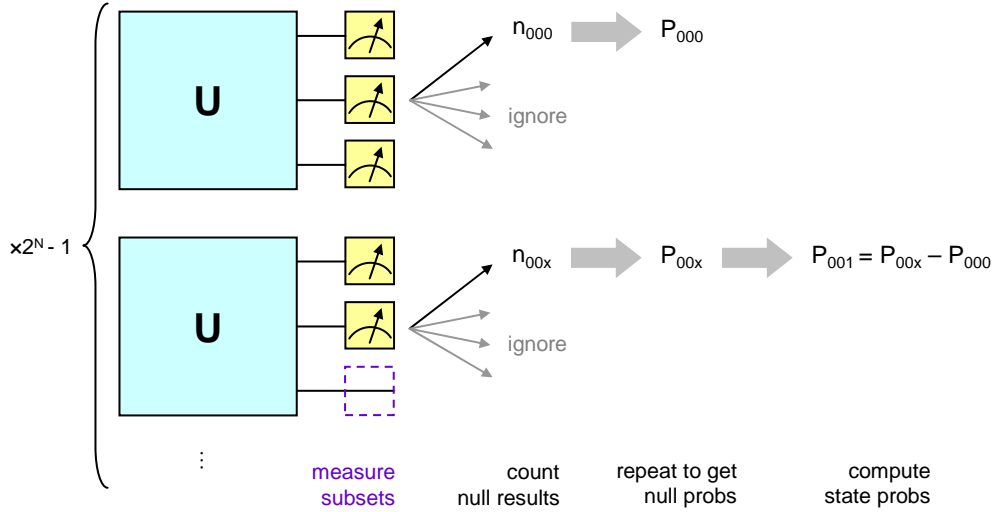 U
n₀₀₀
P₀₀₀
ignore
×2ᴺ - 1
U
n₀₀ₓ
P₀₀ₓ
P₀₀₁ = P₀₀ₓ – P₀₀₀
ignore
⋮
measure
subsets
count
null results
repeat to get
null probs
compute
state probs